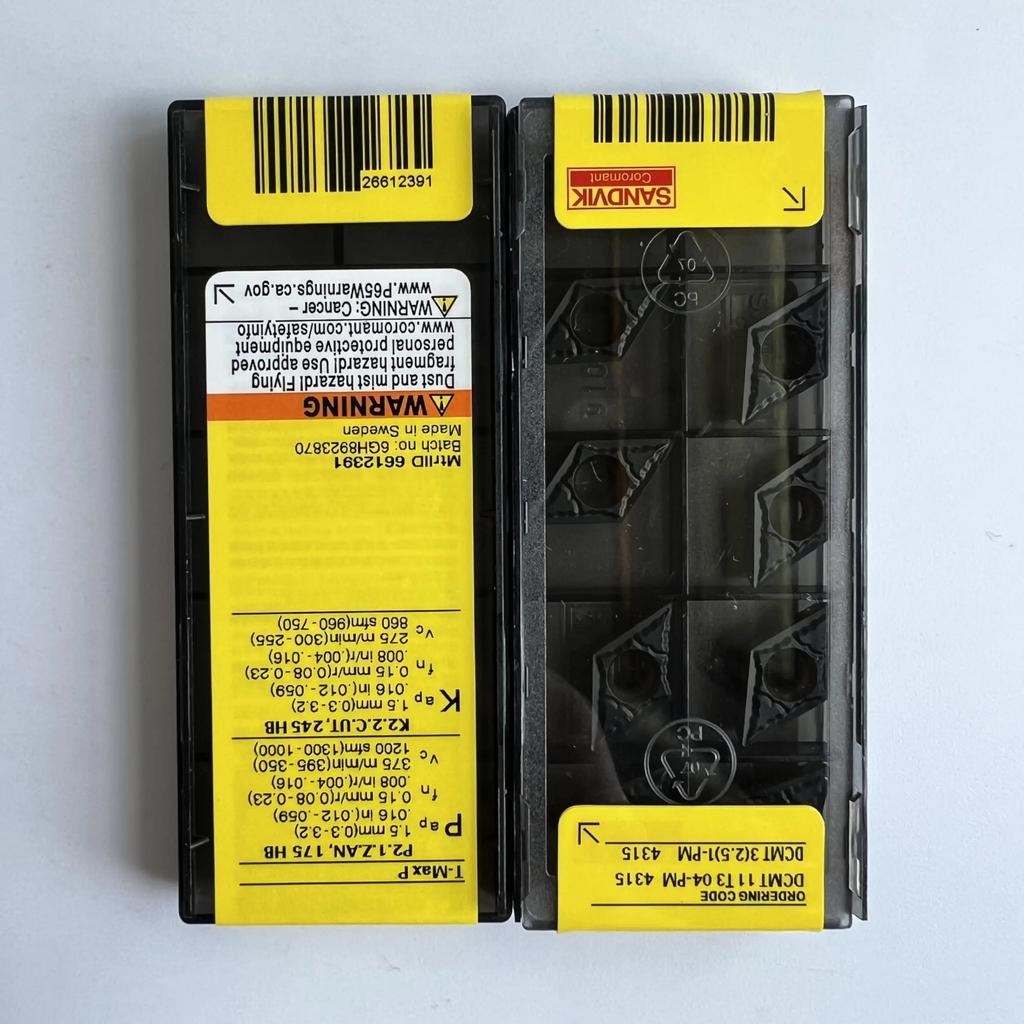 ORDERING CODE
DCMT 11 T3 04-PM 4315
DCMT 3(2.5)1-PM 4315
07
PC
07
PC
SANDVIK
Coromant
T-Max P
P2.1.Z.AN, 175 HB
P ap 1.5 mm(0.3-3.2)
.016 in(.012-.059)
fn 0.15 mm/r(0.08-0.23)
.008 in/r(.004-.016)
vc 375 m/min(395-350)
1200 sfm(1300-1000)
K2.2.C.UT, 245 HB
K ap 1.5 mm(0.3-3.2)
.016 in(.012-.059)
fn 0.15 mm/r(0.08-0.23)
.008 in/r(.004-.016)
vc 275 m/min(300-255)
860 sfm(960-750)
MtrlID 6612391
Batch no: 6GH8923870
Made in Sweden
WARNING
Dust and mist hazard! Flying
fragment hazard! Use approved
personal protective equipment
www.coromant.com/safetyinfo
WARNING: Cancer –
www.P65Warnings.ca.gov
26612391